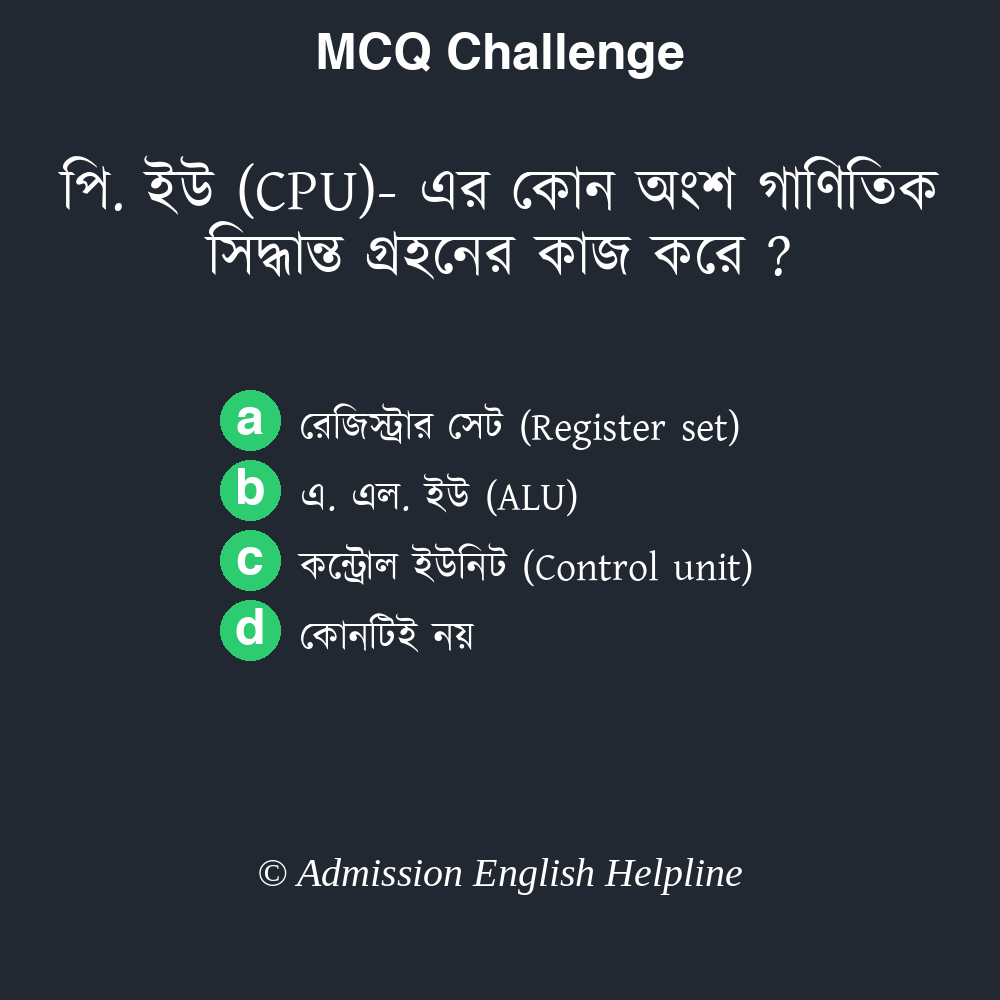 MCQ Challenge
পি. ইউ (CPU)- এর কোন অংশ গাণিতিক
সিদ্ধান্ত গ্রহনের কাজ করে ?
a রেজিস্ট্রার সেট (Register set)
b এ. এল. ইউ (ALU)
c কন্ট্রোল ইউনিট (Control unit)
d কোনটিই নয়
© Admission English Helpline